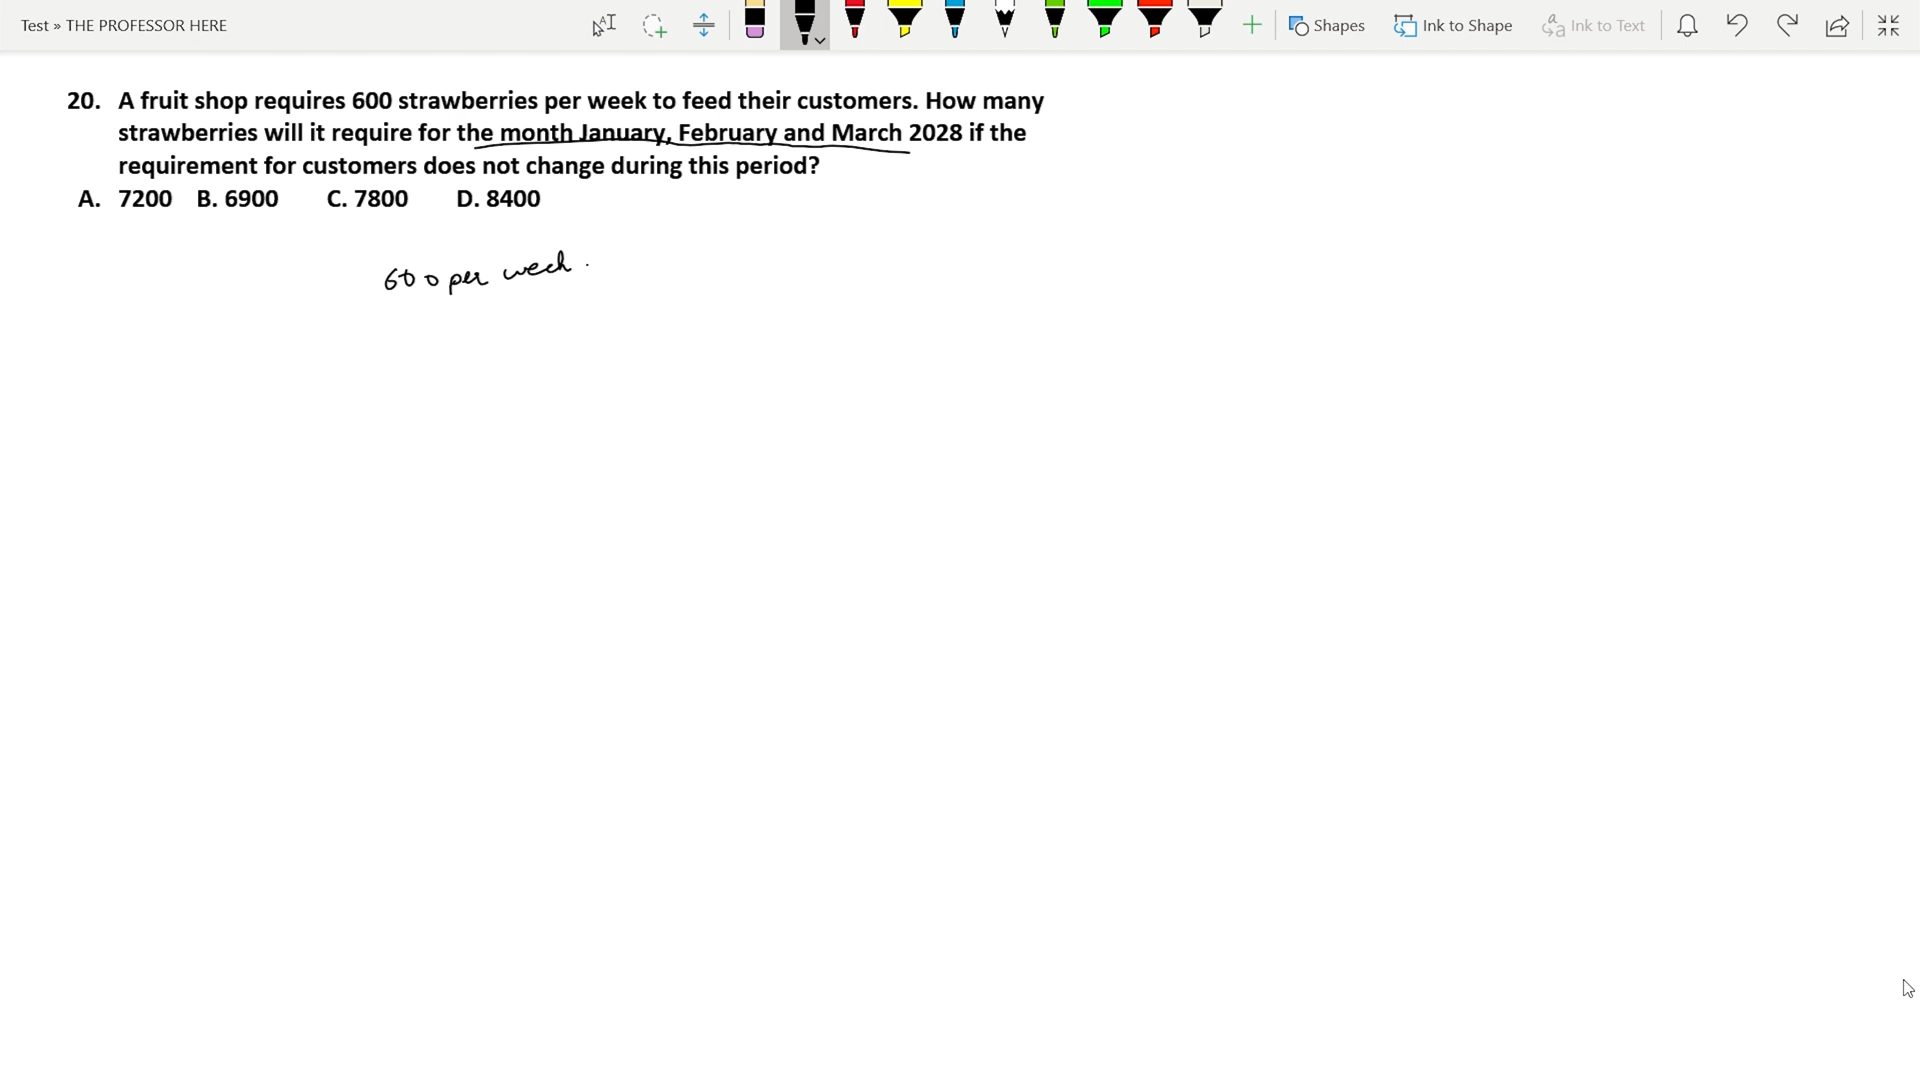 Test » THE PROFESSOR HERE
Shapes
Ink to Shape
Ink to Text
20. A fruit shop requires 600 strawberries per week to feed their customers. How many
strawberries will it require for the month January, February and March 2028 if the
requirement for customers does not change during this period?
A. 7200 B. 6900 C. 7800 D. 8400
600 per week.